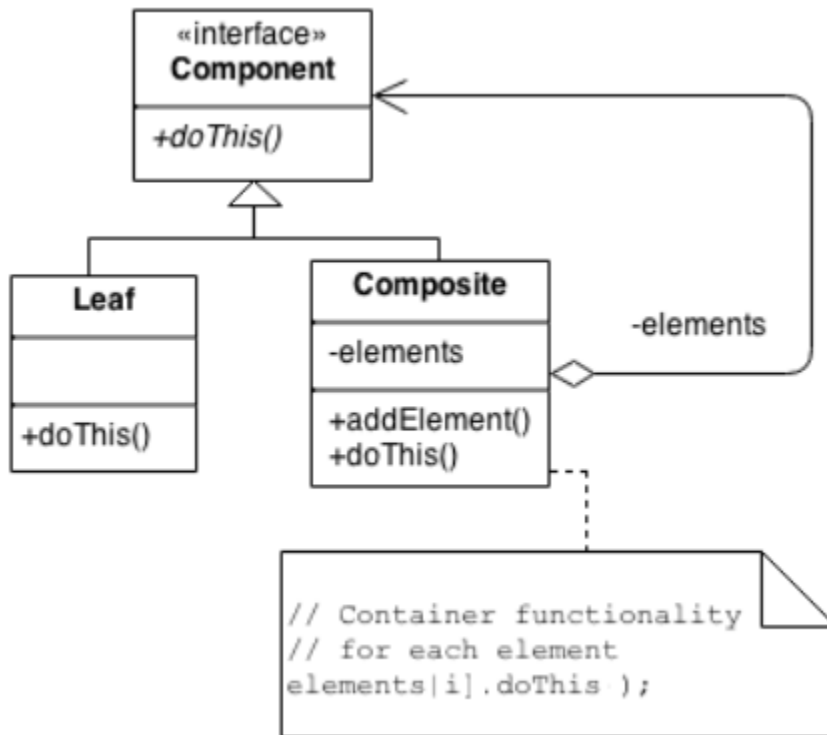 «interface»
Component
+doThis()
Leaf
+doThis()
Composite
-elements
+addElement()
+doThis()
-elements
// Container functionality
// for each element
elements|i].doThis );